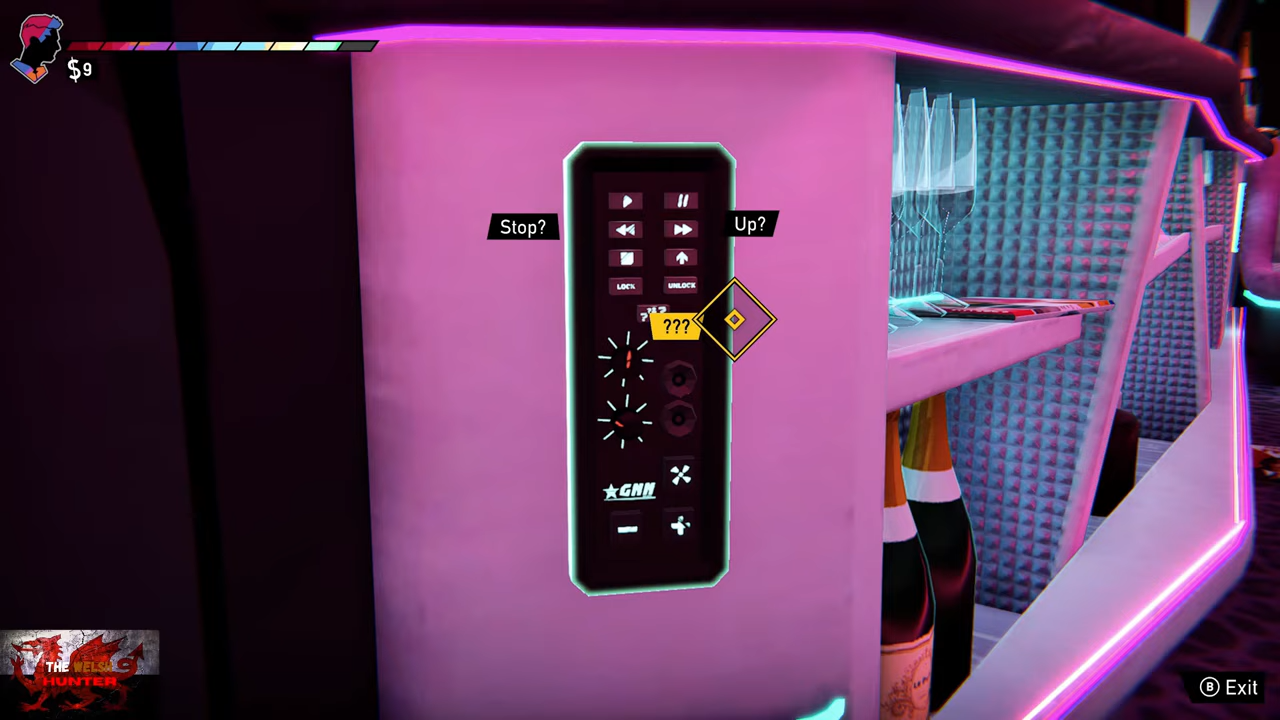 $9
Stop?
Up?
LOCK
UNLOCK
???
???
★GNN
THE WELSH
HUNTER
B Exit